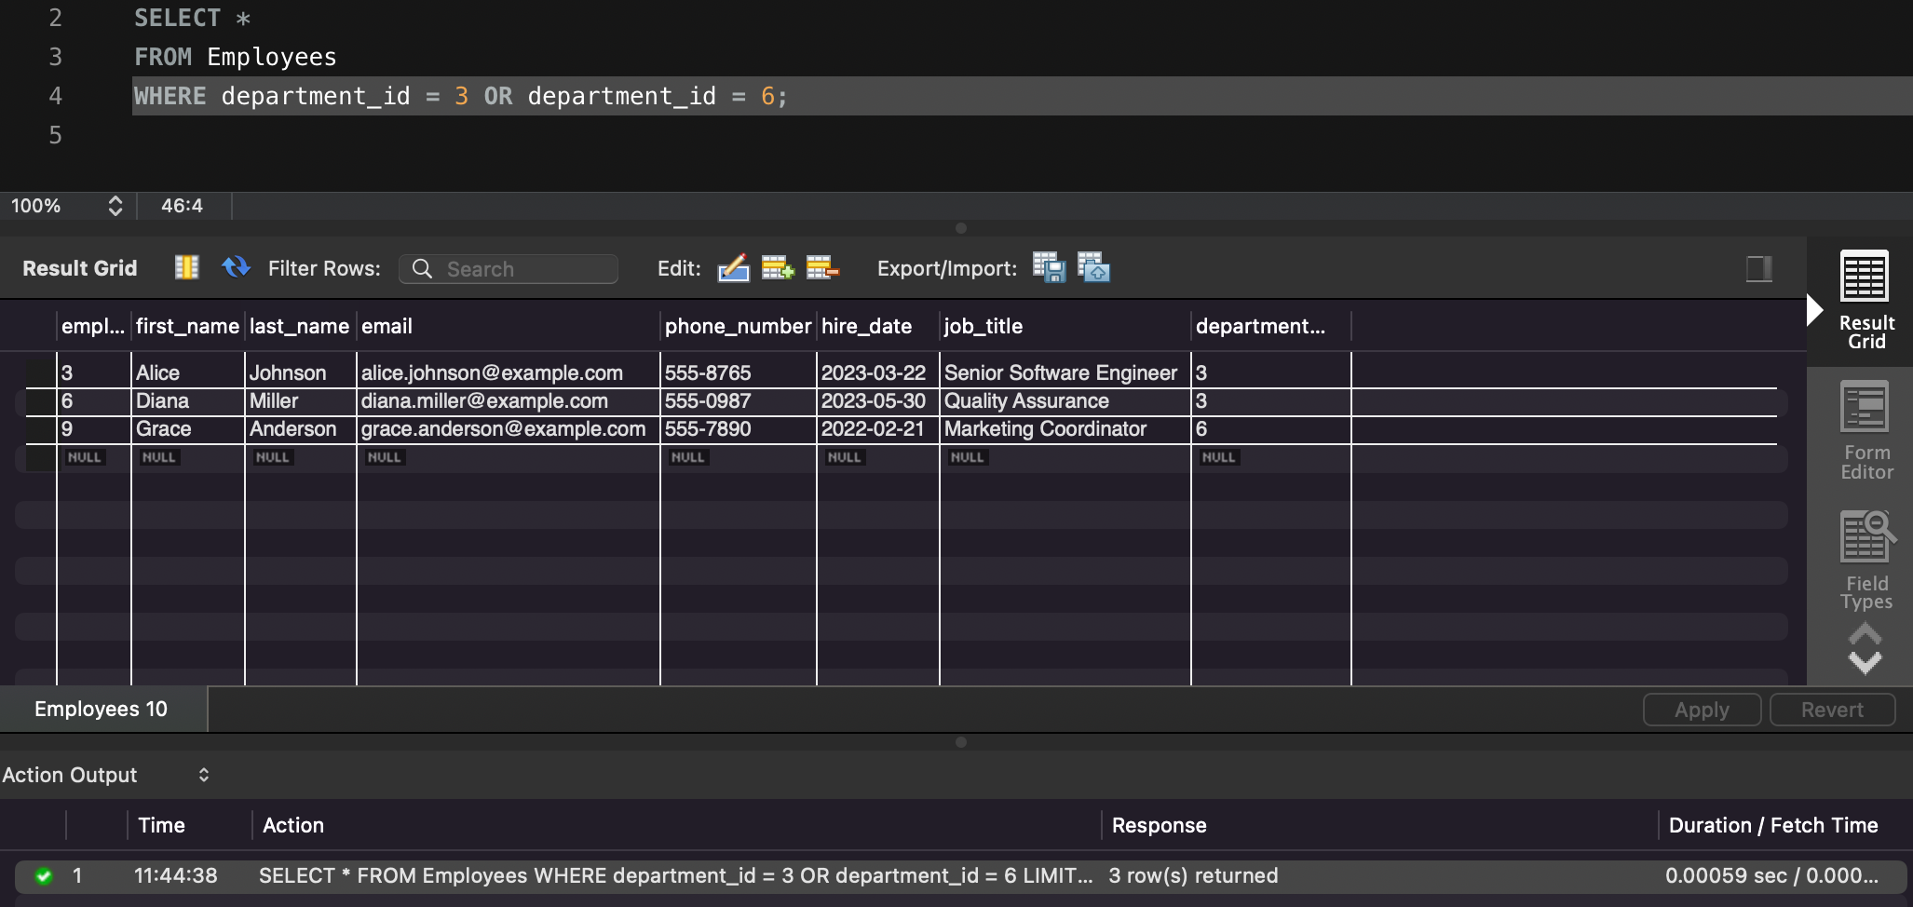 2 SELECT *
3 FROM Employees
4 WHERE department_id = 3 OR department_id = 6;
5
100% 46:4
Result Grid Filter Rows: Search Edit: Export/Import:
empl... first_name last_name email phone_number hire_date job_title department...
3 Alice Johnson alice.johnson@example.com 555-8765 2023-03-22 Senior Software Engineer 3
6 Diana Miller diana.miller@example.com 555-0987 2023-05-30 Quality Assurance 3
9 Grace Anderson grace.anderson@example.com 555-7890 2022-02-21 Marketing Coordinator 6
NULL NULL NULL NULL NULL NULL NULL NULL
Result
Grid
Form
Editor
Field
Types
Employees 10 Apply Revert
Action Output
Time Action Response Duration / Fetch Time
1 11:44:38 SELECT * FROM Employees WHERE department_id = 3 OR department_id = 6 LIMIT... 3 row(s) returned 0.00059 sec / 0.000...